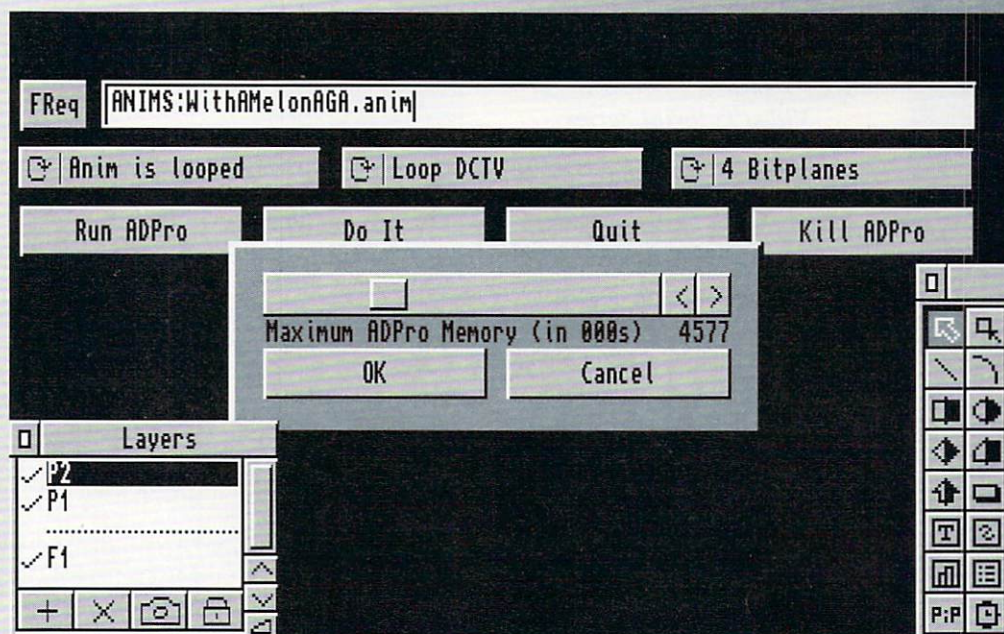 FReq
ANIMS:WithAMelonAGA.anim
Anim is looped
Loop DCTV
4 Bitplanes
Run ADPro
Do It
Quit
Kill ADPro
< >
Maximum ADPro Memory (in 000s) 4577
OK
Cancel
Layers
P2
P1
F1
T
P:P